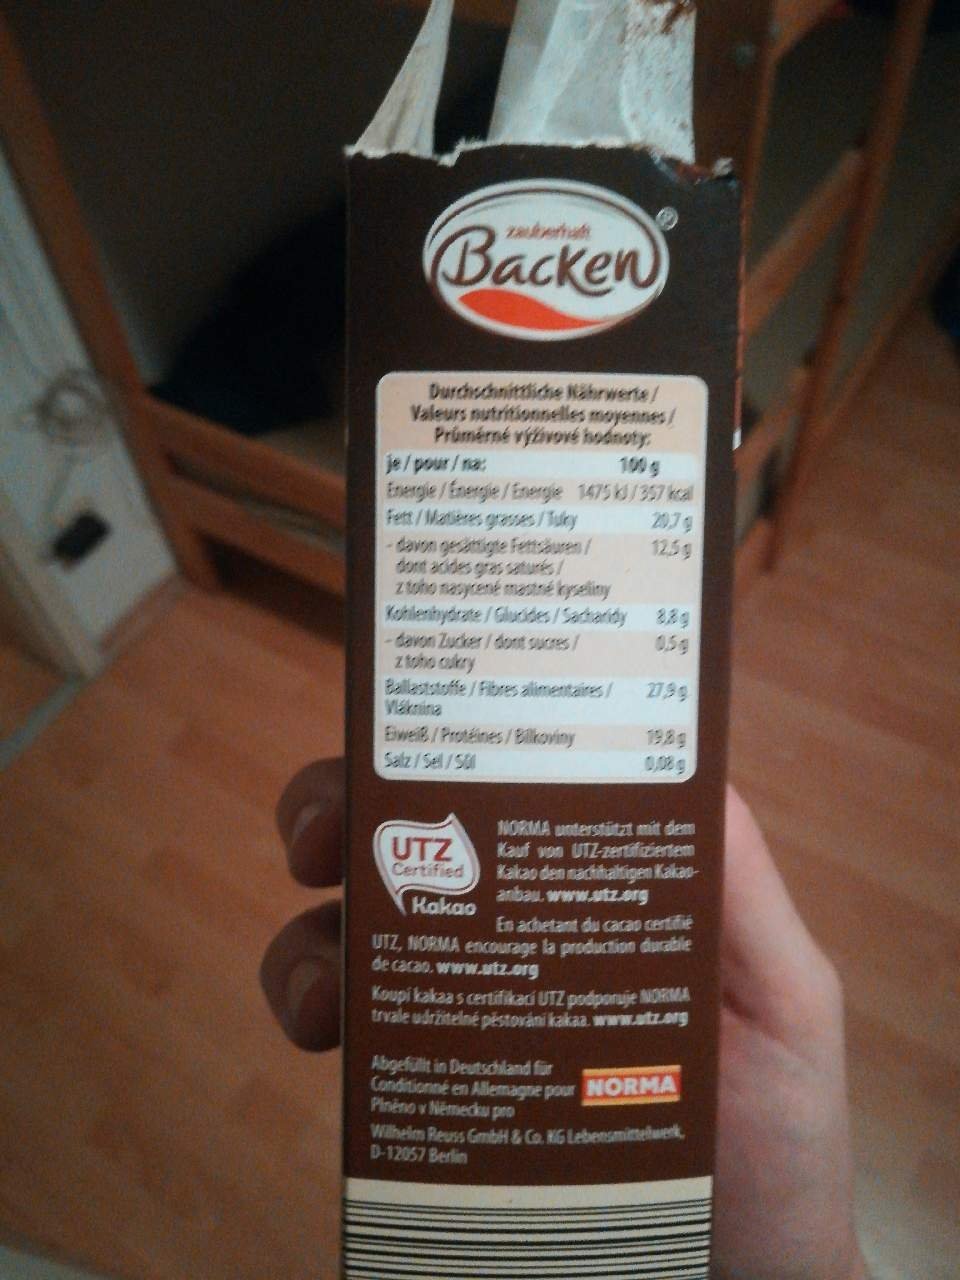 zauberhaft
Backen®
Durchschnittliche Nährwerte /
Valeurs nutritionnelles moyennes /
Průměrné výživové hodnoty:
je / pour / na: 100 g
Energie / Énergie / Energie 1475 kJ / 357 kcal
Fett / Matières grasses / Tuky 20,7 g
- davon gesättigte Fettsäuren / 12,5 g
dont acides gras saturés /
z toho nasycené mastné kyseliny
Kohlenhydrate / Glucides / Sacharidy 8,8 g
- davon Zucker / dont sucres / 0,5 g
z toho cukry
Ballaststoffe / Fibres alimentaires / 27,9 g
Vláknina
Eiweiß / Protéines / Bílkoviny 19,8 g
Salz / Sel / Sůl 0,08 g
UTZ
Certified
Kakao
NORMA unterstützt mit dem
Kauf von UTZ-zertifiziertem
Kakao den nachhaltigen Kakao-
anbau. www.utz.org
En achetant du cacao certifié
UTZ, NORMA encourage la production durable
de cacao. www.utz.org
Koupí kakaa s certifikací UTZ podporuje NORMA
trvale udržitelné pěstování kakaa. www.utz.org
Abgefüllt in Deutschland für
Conditionné en Allemagne pour NORMA
Plněno v Německu pro
Wilhelm Reuss GmbH & Co. KG Lebensmittelwerk,
D-12057 Berlin